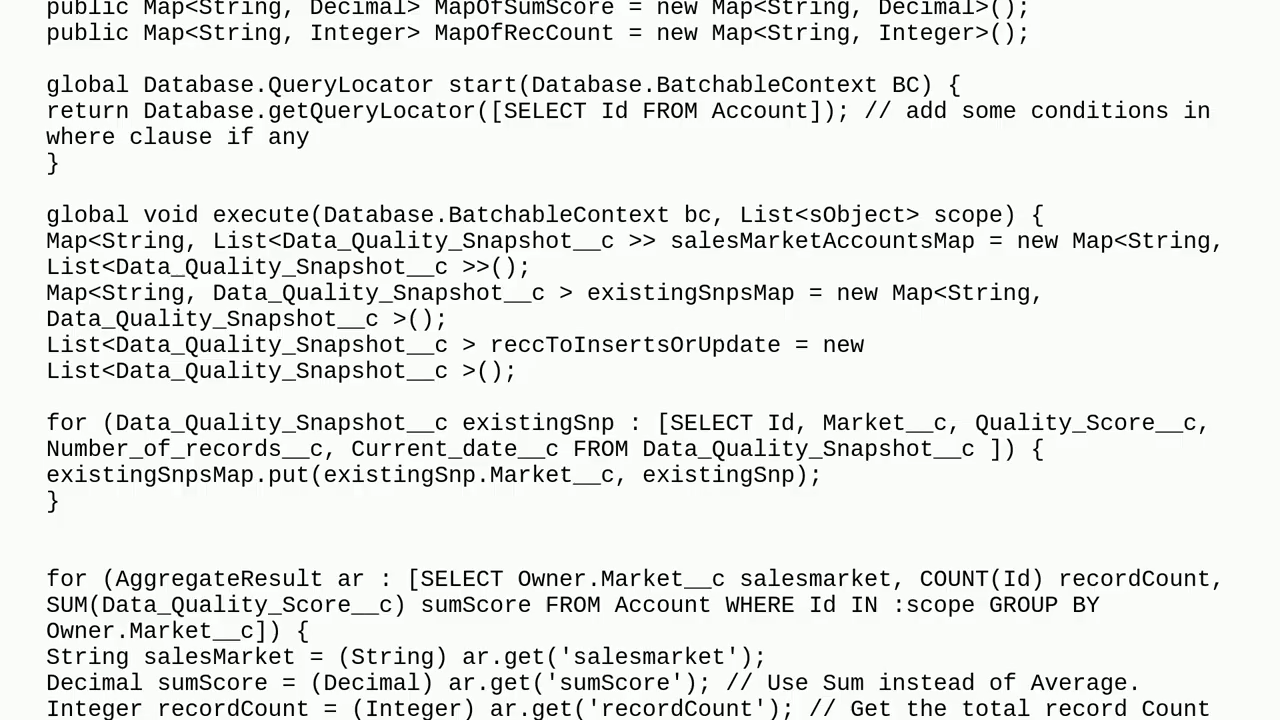 public Map<String, Decimal> MapOfSumScore = new Map<String, Decimal>();
public Map<String, Integer> MapOfRecCount = new Map<String, Integer>();
global Database.QueryLocator start(Database.BatchableContext BC) {
return Database.getQueryLocator([SELECT Id FROM Account]); // add some conditions in
where clause if any
}
global void execute(Database.BatchableContext bc, List<sObject> scope) {
Map<String, List<Data_Quality_Snapshot__c >> salesMarketAccountsMap = new Map<String,
List<Data_Quality_Snapshot__c >>();
Map<String, Data_Quality_Snapshot__c > existingSnpsMap = new Map<String,
Data_Quality_Snapshot__c >();
List<Data_Quality_Snapshot__c > reccToInsertsOrUpdate = new
List<Data_Quality_Snapshot__c >();
for (Data_Quality_Snapshot__c existingSnp : [SELECT Id, Market__c, Quality_Score__c,
Number_of_records__c, Current_date__c FROM Data_Quality_Snapshot__c ]) {
existingSnpsMap.put(existingSnp.Market__c, existingSnp);
}
for (AggregateResult ar : [SELECT Owner.Market__c salesmarket, COUNT(Id) recordCount,
SUM(Data_Quality_Score__c) sumScore FROM Account WHERE Id IN :scope GROUP BY
Owner.Market__c]) {
String salesMarket = (String) ar.get('salesmarket');
Decimal sumScore = (Decimal) ar.get('sumScore'); // Use Sum instead of Average.
Integer recordCount = (Integer) ar.get('recordCount'); // Get the total record Count